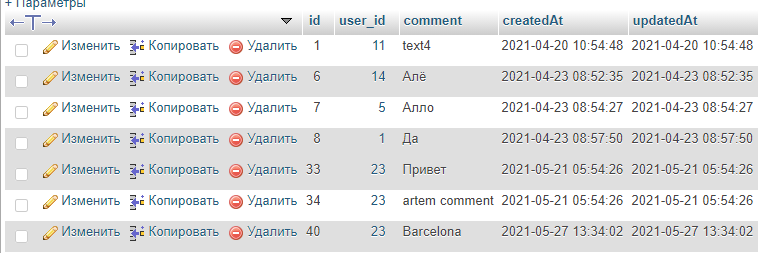 + Параметры
←T→ id user_id comment createdAt updatedAt
Изменить Копировать Удалить 1 11 text4 2021-04-20 10:54:48 2021-04-20 10:54:48
Изменить Копировать Удалить 6 14 Алё 2021-04-23 08:52:35 2021-04-23 08:52:35
Изменить Копировать Удалить 7 5 Алло 2021-04-23 08:54:27 2021-04-23 08:54:27
Изменить Копировать Удалить 8 1 Да 2021-04-23 08:57:50 2021-04-23 08:57:50
Изменить Копировать Удалить 33 23 Привет 2021-05-21 05:54:26 2021-05-21 05:54:26
Изменить Копировать Удалить 34 23 artem comment 2021-05-21 05:54:26 2021-05-21 05:54:26
Изменить Копировать Удалить 40 23 Barcelona 2021-05-27 13:34:02 2021-05-27 13:34:02